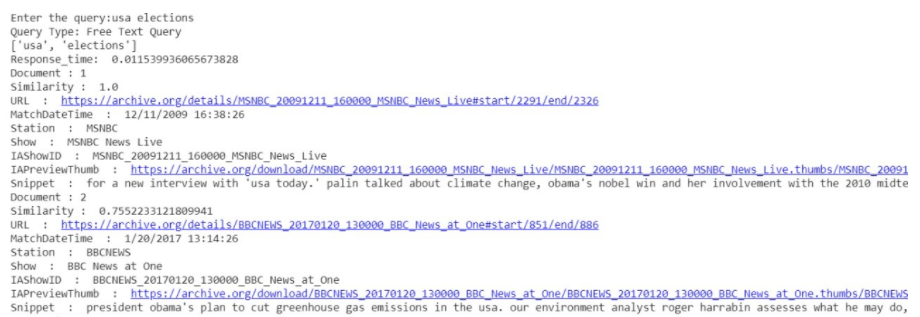 Enter the query:usa elections
Query Type: Free Text Query
['usa', 'elections']
Response_time:  0.011539936065673828
Document : 1
Similarity :  1.0
URL  :  https://archive.org/details/MSNBC_20091211_160000_MSNBC_News_Live#start/2291/end/2326
MatchDateTime  :  12/11/2009 16:38:26
Station  :  MSNBC
Show  :  MSNBC News Live
IAShowID  :  MSNBC_20091211_160000_MSNBC_News_Live
IAPreviewThumb  :  https://archive.org/download/MSNBC_20091211_160000_MSNBC_News_Live/MSNBC_20091211_160000_MSNBC_News_Live.thumbs/MSNBC_20091
Snippet  :  for a new interview with 'usa today.' palin talked about climate change, obama's nobel win and her involvement with the 2010 midte
Document : 2
Similarity :  0.7552233121809941
URL  :  https://archive.org/details/BBCNEWS_20170120_130000_BBC_News_at_One#start/851/end/886
MatchDateTime  :  1/20/2017 13:14:26
Station  :  BBCNEWS
Show  :  BBC News at One
IAShowID  :  BBCNEWS_20170120_130000_BBC_News_at_One
IAPreviewThumb  :  https://archive.org/download/BBCNEWS_20170120_130000_BBC_News_at_One/BBCNEWS_20170120_130000_BBC_News_at_One.thumbs/BBCNEWS
Snippet  :  president obama's plan to cut greenhouse gas emissions in the usa. our environment analyst roger harrabin assesses what he may do,